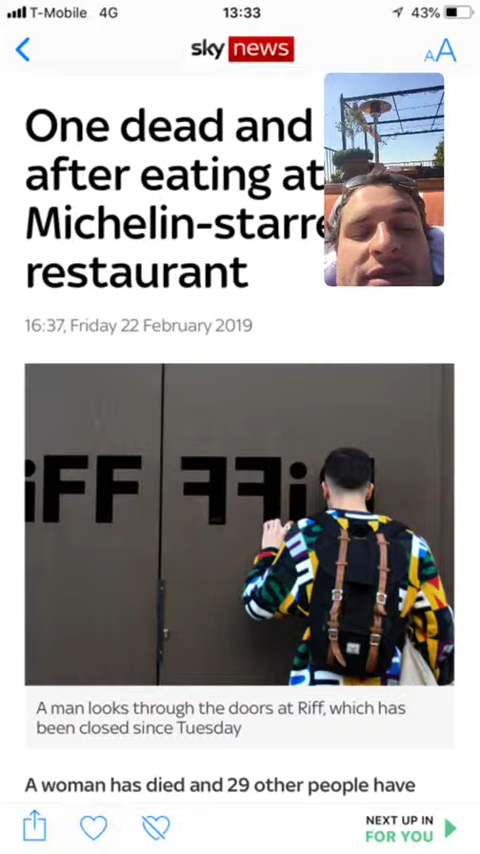 T-Mobile 4G 13:33 43%
sky news
AA
One dead and
after eating at
Michelin-starre
restaurant
16:37, Friday 22 February 2019
iFF FFi
A man looks through the doors at Riff, which has
been closed since Tuesday
A woman has died and 29 other people have
NEXT UP IN
FOR YOU